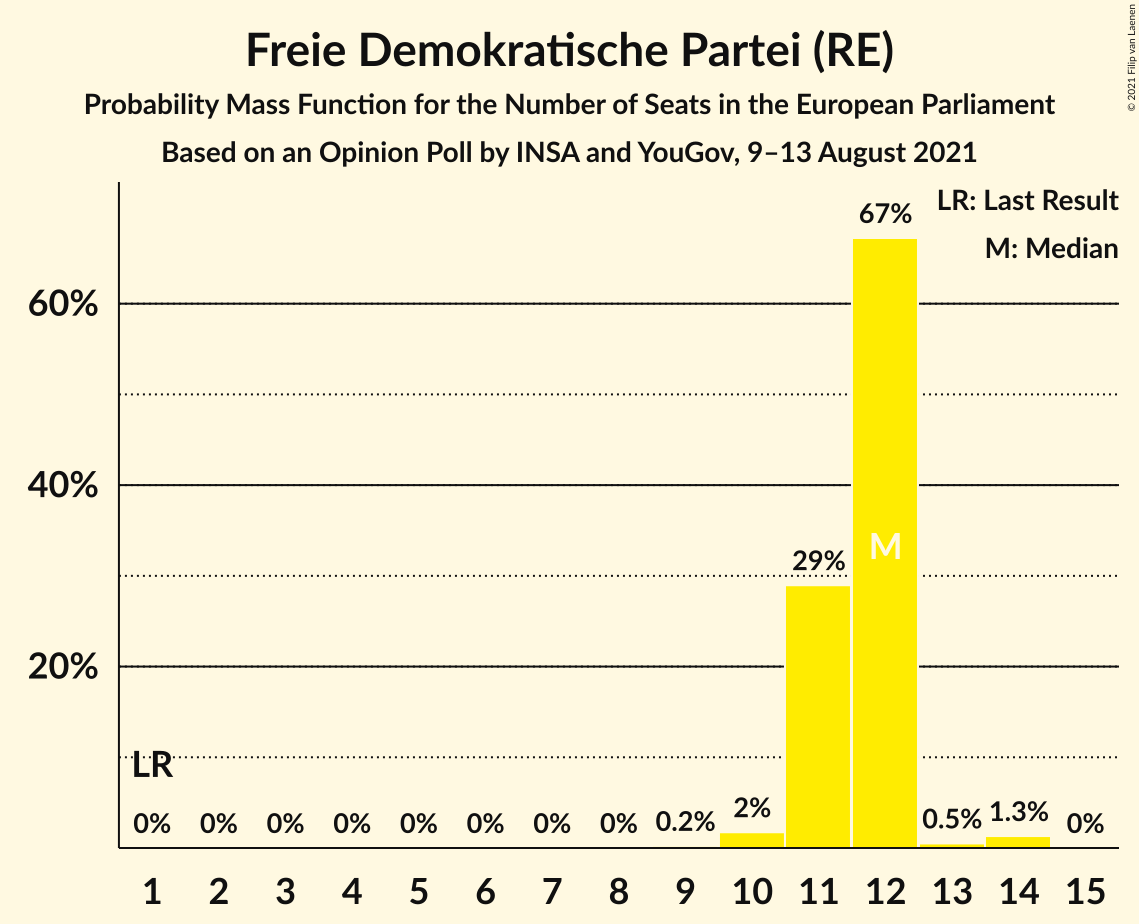 Freie Demokratische Partei (RE)
Probability Mass Function for the Number of Seats in the European Parliament
Based on an Opinion Poll by INSA and YouGov, 9–13 August 2021
© 2021 Filip van Laenen
LR: Last Result
M: Median
67%
60%
40%
M
29%
20%
LR
0% 0% 0% 0% 0% 0% 0% 0% 0.2% 2% 0.5% 1.3% 0%
1 2 3 4 5 6 7 8 9 10 11 12 13 14 15